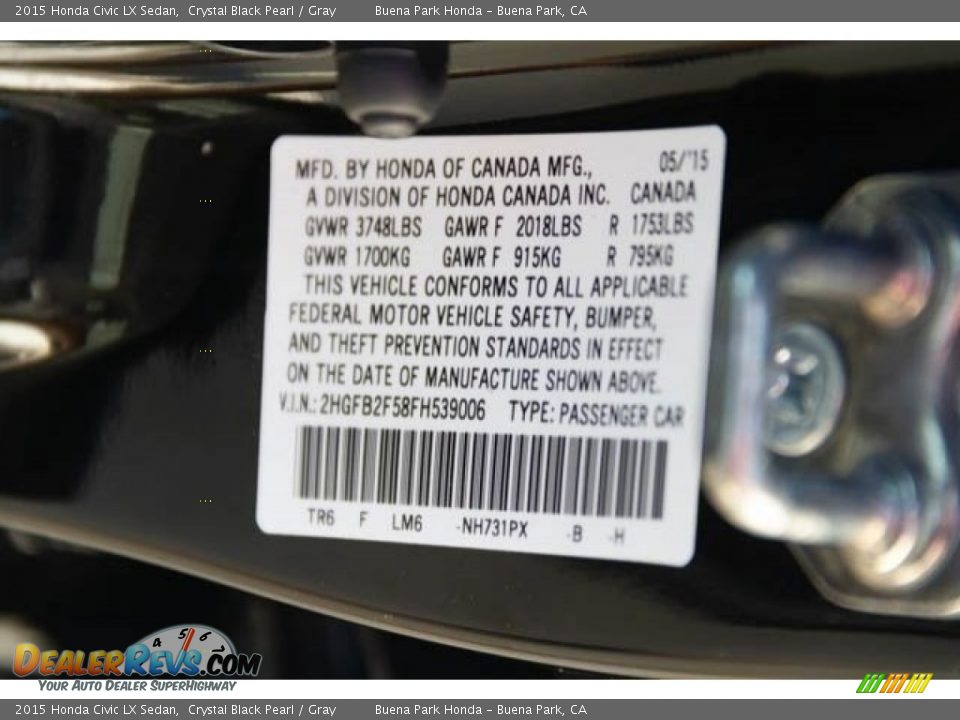 2015 Honda Civic LX Sedan, Crystal Black Pearl / Gray Buena Park Honda - Buena Park, CA
MFD. BY HONDA OF CANADA MFG., 05/'15
A DIVISION OF HONDA CANADA INC. CANADA
GVWR 3748LBS GAWR F 2018LBS R 1753LBS
GVWR 1700KG GAWR F 915KG R 795KG
THIS VEHICLE CONFORMS TO ALL APPLICABLE
FEDERAL MOTOR VEHICLE SAFETY, BUMPER,
AND THEFT PREVENTION STANDARDS IN EFFECT
ON THE DATE OF MANUFACTURE SHOWN ABOVE.
V.I.N.: 2HGFB2F58FH539006 TYPE: PASSENGER CAR
TR6 F LM6 -NH731PX -B -H
4 5 6
DEALERREVS.COM
YOUR AUTO DEALER SUPERHIGHWAY
2015 Honda Civic LX Sedan, Crystal Black Pearl / Gray Buena Park Honda - Buena Park, CA